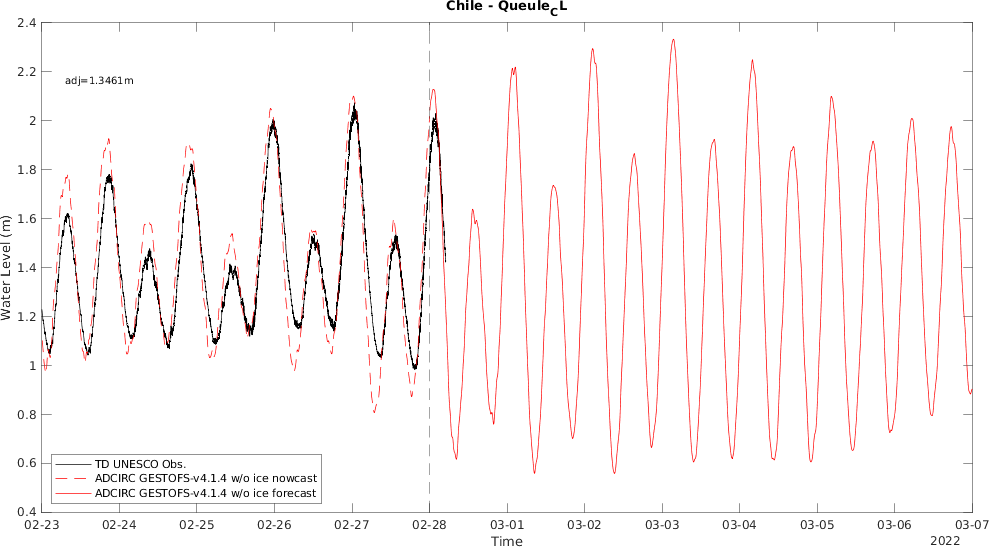 Chile - Queule_CL
2.4
2.2
adj=1.3461m
2
1.8
1.6
1.4
Water Level (m)
1.2
1
0.8
0.6
0.4
TD UNESCO Obs.
ADCIRC GESTOFS-v4.1.4 w/o ice nowcast
ADCIRC GESTOFS-v4.1.4 w/o ice forecast
02-23 02-24 02-25 02-26 02-27 02-28 03-01 03-02 03-03 03-04 03-05 03-06 03-07
Time
2022